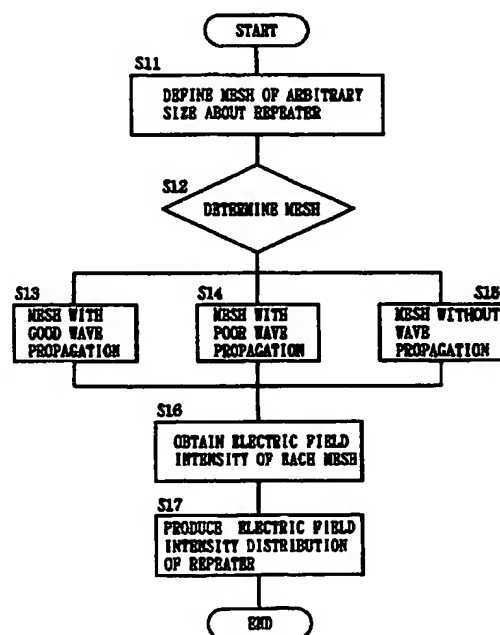 START
S11
DEFINE MESH OF ARBITRARY
SIZE ABOUT REPEATER
S12
DETERMINE MESH
S13
MESH WITH
GOOD WAVE
PROPAGATION
S14
MESH WITH
POOR WAVE
PROPAGATION
S15
MESH WITHOUT
WAVE
PROPAGATION
S16
OBTAIN ELECTRIC FIELD
INTENSITY OF EACH MESH
S17
PRODUCE ELECTRIC FIELD
INTENSITY DISTRIBUTION
OF REPEATER
END